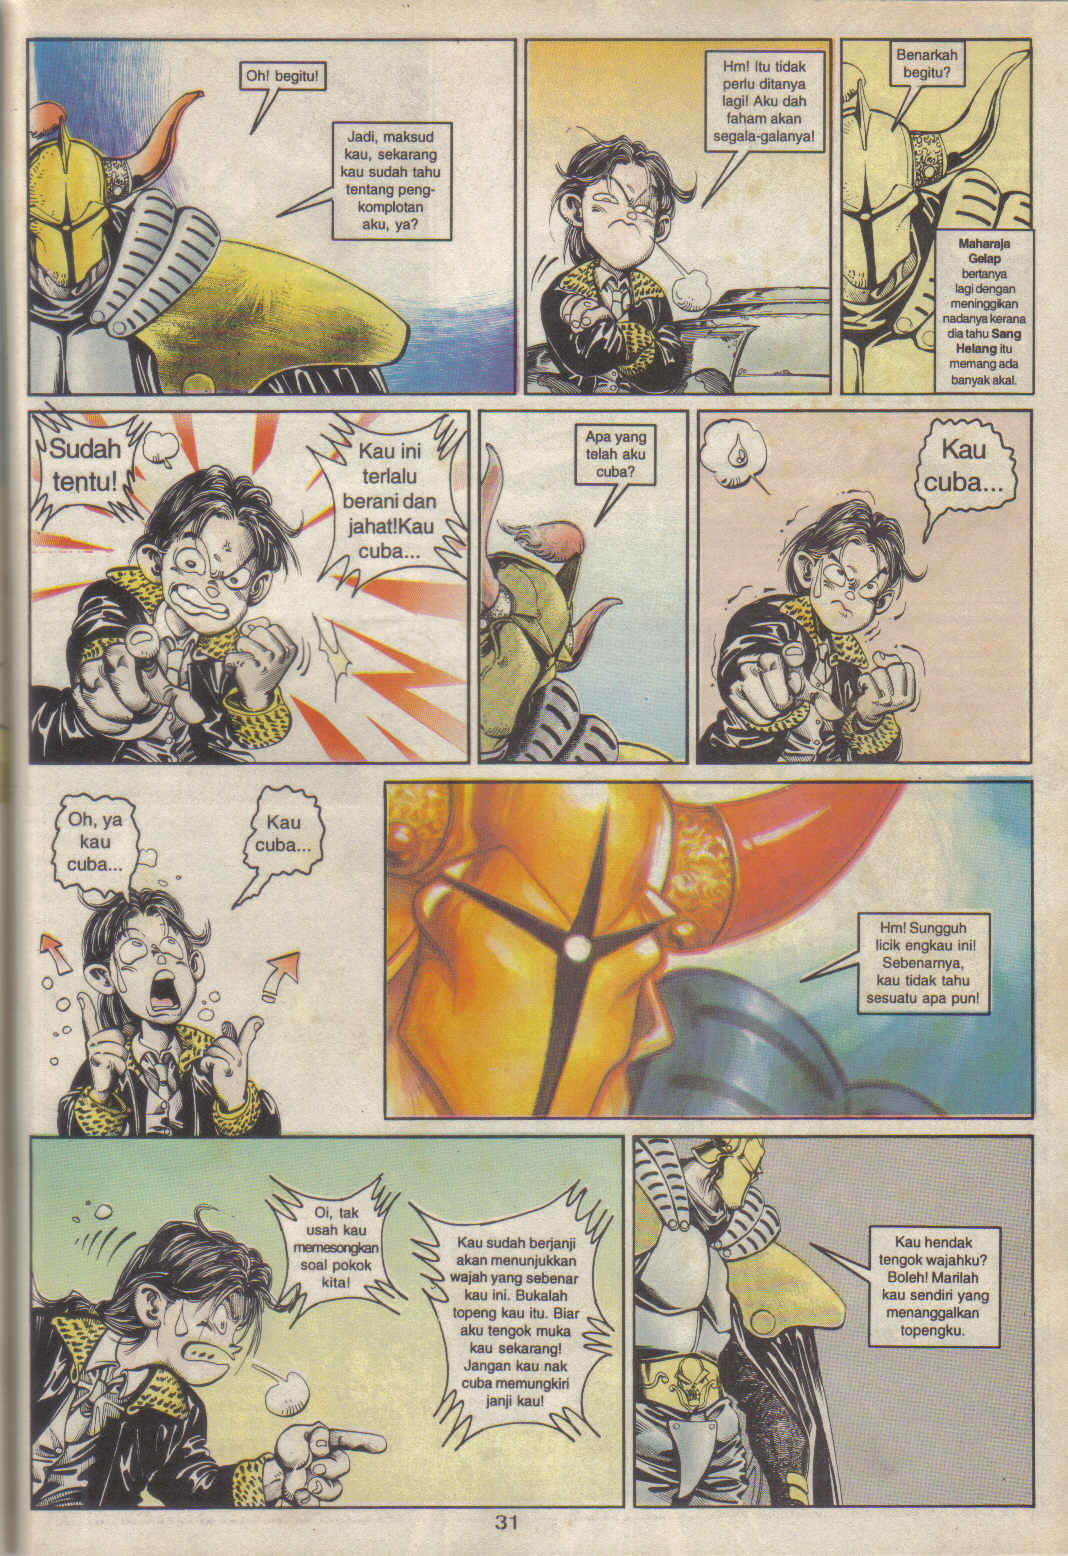 Oh! begitu!
Jadi, maksud
kau, sekarang
kau sudah tahu
tentang peng-
komplotan
aku, ya?
Hm! Itu tidak
perlu ditanya
lagi! Aku dah
faham akan
segala-galanya!
Benarkah
begitu?
Maharaja
Gelap
bertanya
lagi dengan
meninggikan
nadanya kerana
dia tahu Sang
Helang itu
memang ada
banyak akal.
Sudah
tentu!
Kau ini
terlalu
berani dan
jahat!Kau
cuba...
Apa yang
telah aku
cuba?
Kau
cuba...
Oh, ya
kau
cuba...
Kau
cuba...
Hm! Sungguh
licik engkau ini!
Sebenarnya,
kau tidak tahu
sesuatu apa pun!
Oi, tak
usah kau
memesongkan
soal pokok
kita!
Kau sudah berjanji
akan menunjukkan
wajah yang sebenar
kau ini. Bukalah
topeng kau itu. Biar
aku tengok muka
kau sekarang!
Jangan kau nak
cuba memungkiri
janji kau!
Kau hendak
tengok wajahku?
Boleh! Marilah
kau sendiri yang
menanggalkan
topengku.
31